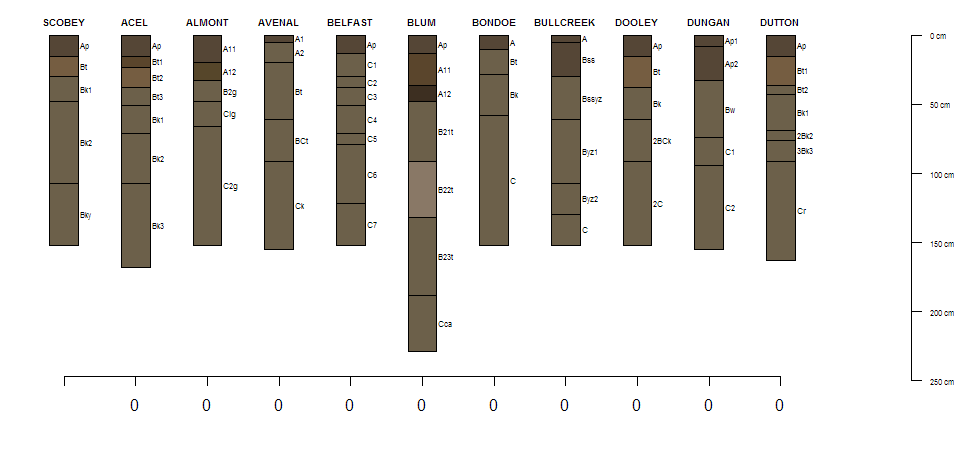 SCOBEY ACEL ALMONT AVENAL BELFAST BLUM BONDOE BULLCREEK DOOLEY DUNGAN DUTTON
Ap
Bt
Bk1
Bk2
Bky
Ap
Bt1
Bt2
Bt3
Bk1
Bk2
Bk3
A11
A12
B2g
C1g
C2g
A1
A2
Bt
BCt
Ck
Ap
C1
C2
C3
C4
C5
C6
C7
Ap
A11
A12
B21t
B22t
B23t
Cca
A
Bt
Bk
C
A
Bss
Bssyz
Byz1
Byz2
C
Ap
Bt
Bk
2BCk
2C
Ap1
Ap2
Bw
C1
C2
Ap
Bt1
Bt2
Bk1
2Bk2
3Bk3
Cr
0 cm
50 cm
100 cm
150 cm
200 cm
250 cm
0 0 0 0 0 0 0 0 0 0